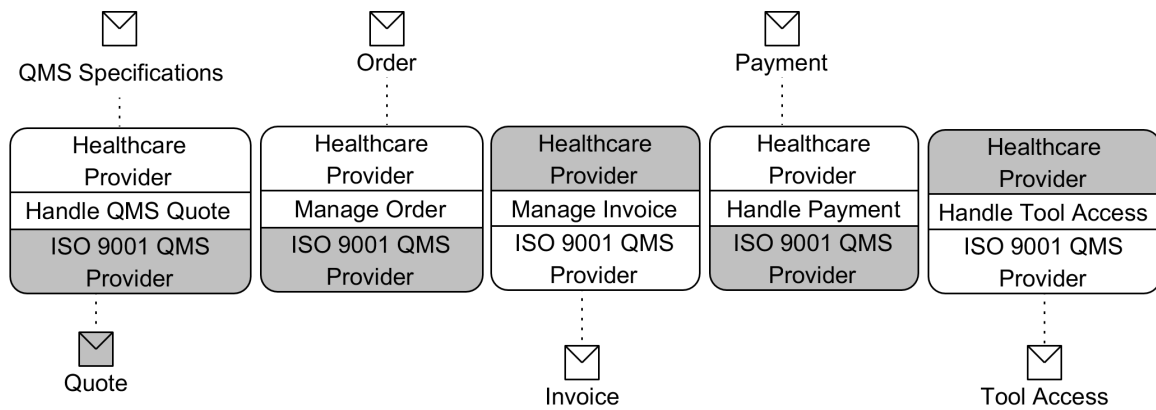 QMS Specifications
Order
Payment
Healthcare
Provider
Handle QMS Quote
ISO 9001 QMS
Provider
Healthcare
Provider
Manage Order
ISO 9001 QMS
Provider
Healthcare
Provider
Manage Invoice
ISO 9001 QMS
Provider
Healthcare
Provider
Handle Payment
ISO 9001 QMS
Provider
Healthcare
Provider
Handle Tool Access
ISO 9001 QMS
Provider
Quote
Invoice
Tool Access